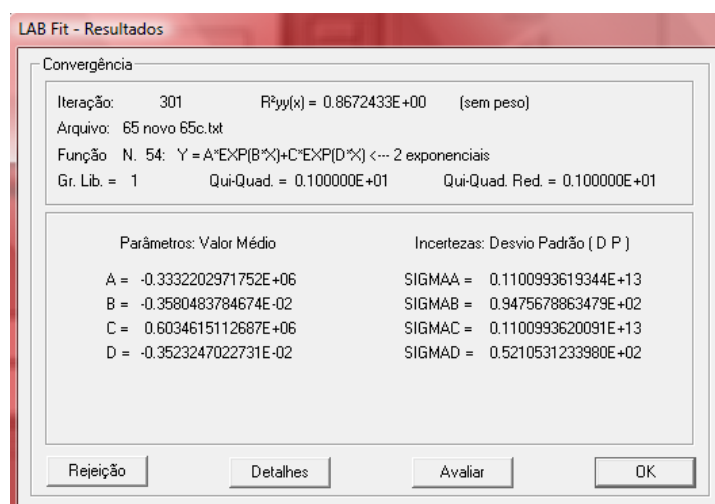 LAB Fit - Resultados
Convergência
Iteração: 301 R²yy(x) = 0.8672433E+00 (sem peso)
Arquivo: 65 novo 65c.txt
Função N. 54: Y = A*EXP(B*X)+C*EXP(D*X) <--- 2 exponenciais
Gr. Lib. = 1 Qui-Quad. = 0.100000E+01 Qui-Quad. Red. = 0.100000E+01
Parâmetros: Valor Médio Incertezas: Desvio Padrão ( D P )
A = -0.3332202971752E+06 SIGMAA = 0.1100993619344E+13
B = -0.3580483784674E-02 SIGMAB = 0.9475678863479E+02
C = 0.6034615112687E+06 SIGMAC = 0.1100993620091E+13
D = -0.3523247022731E-02 SIGMAD = 0.5210531233980E+02
Rejeição Detalhes Avaliar OK